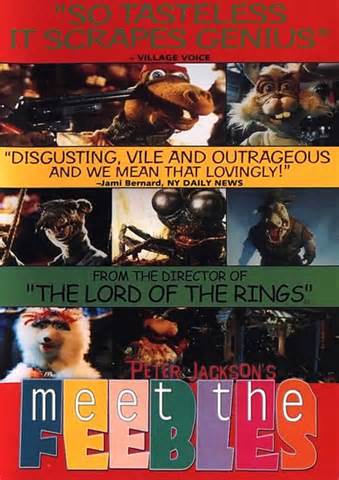 "SO TASTELESS
IT SCRAPES GENIUS"
- VILLAGE VOICE
"DISGUSTING, VILE AND OUTRAGEOUS
AND WE MEAN THAT LOVINGLY!"
-Jami Bernard, NY DAILY NEWS
FROM THE DIRECTOR OF
"THE LORD OF THE RINGS"
PETER JACKSON'S
meet the
FEEBLES